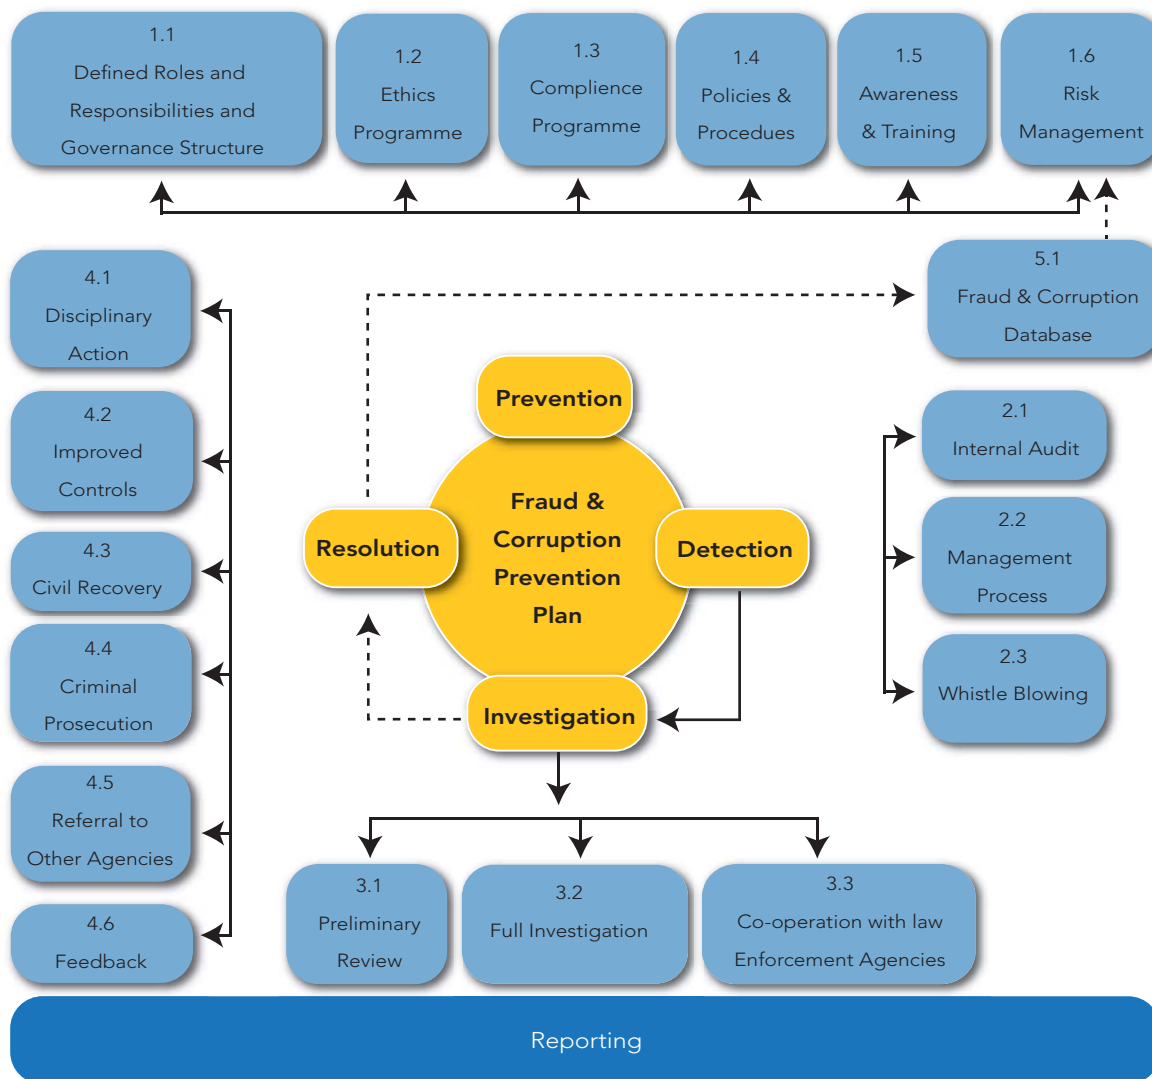 1.1
Defined Roles and
Responsibilities and
Governance Structure
1.2
Ethics
Programme
1.3
Complience
Programme
1.4
Policies &
Procedues
1.5
Awareness
& Training
1.6
Risk
Management
4.1
Disciplinary
Action
4.2
Improved
Controls
4.3
Civil Recovery
4.4
Criminal
Prosecution
4.5
Referral to
Other Agencies
4.6
Feedback
Prevention
Fraud &
Corruption
Prevention
Plan
Resolution
Detection
Investigation
5.1
Fraud & Corruption
Database
2.1
Internal Audit
2.2
Management
Process
2.3
Whistle Blowing
3.1
Preliminary
Review
3.2
Full Investigation
3.3
Co-operation with law
Enforcement Agencies
Reporting